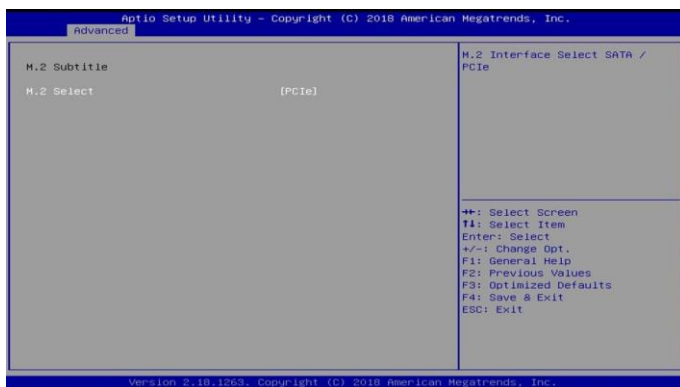 Aptio Setup Utility – Copyright (C) 2018 American Megatrends, Inc.
Advanced
M.2 Subtitle
M.2 Select [PCIe]
M.2 Interface Select SATA /
PCIe
→←: Select Screen
↑↓: Select Item
Enter: Select
+/-: Change Opt.
F1: General Help
F2: Previous Values
F3: Optimized Defaults
F4: Save & Exit
ESC: Exit
Version 2.18.1263. Copyright (C) 2018 American Megatrends, Inc.